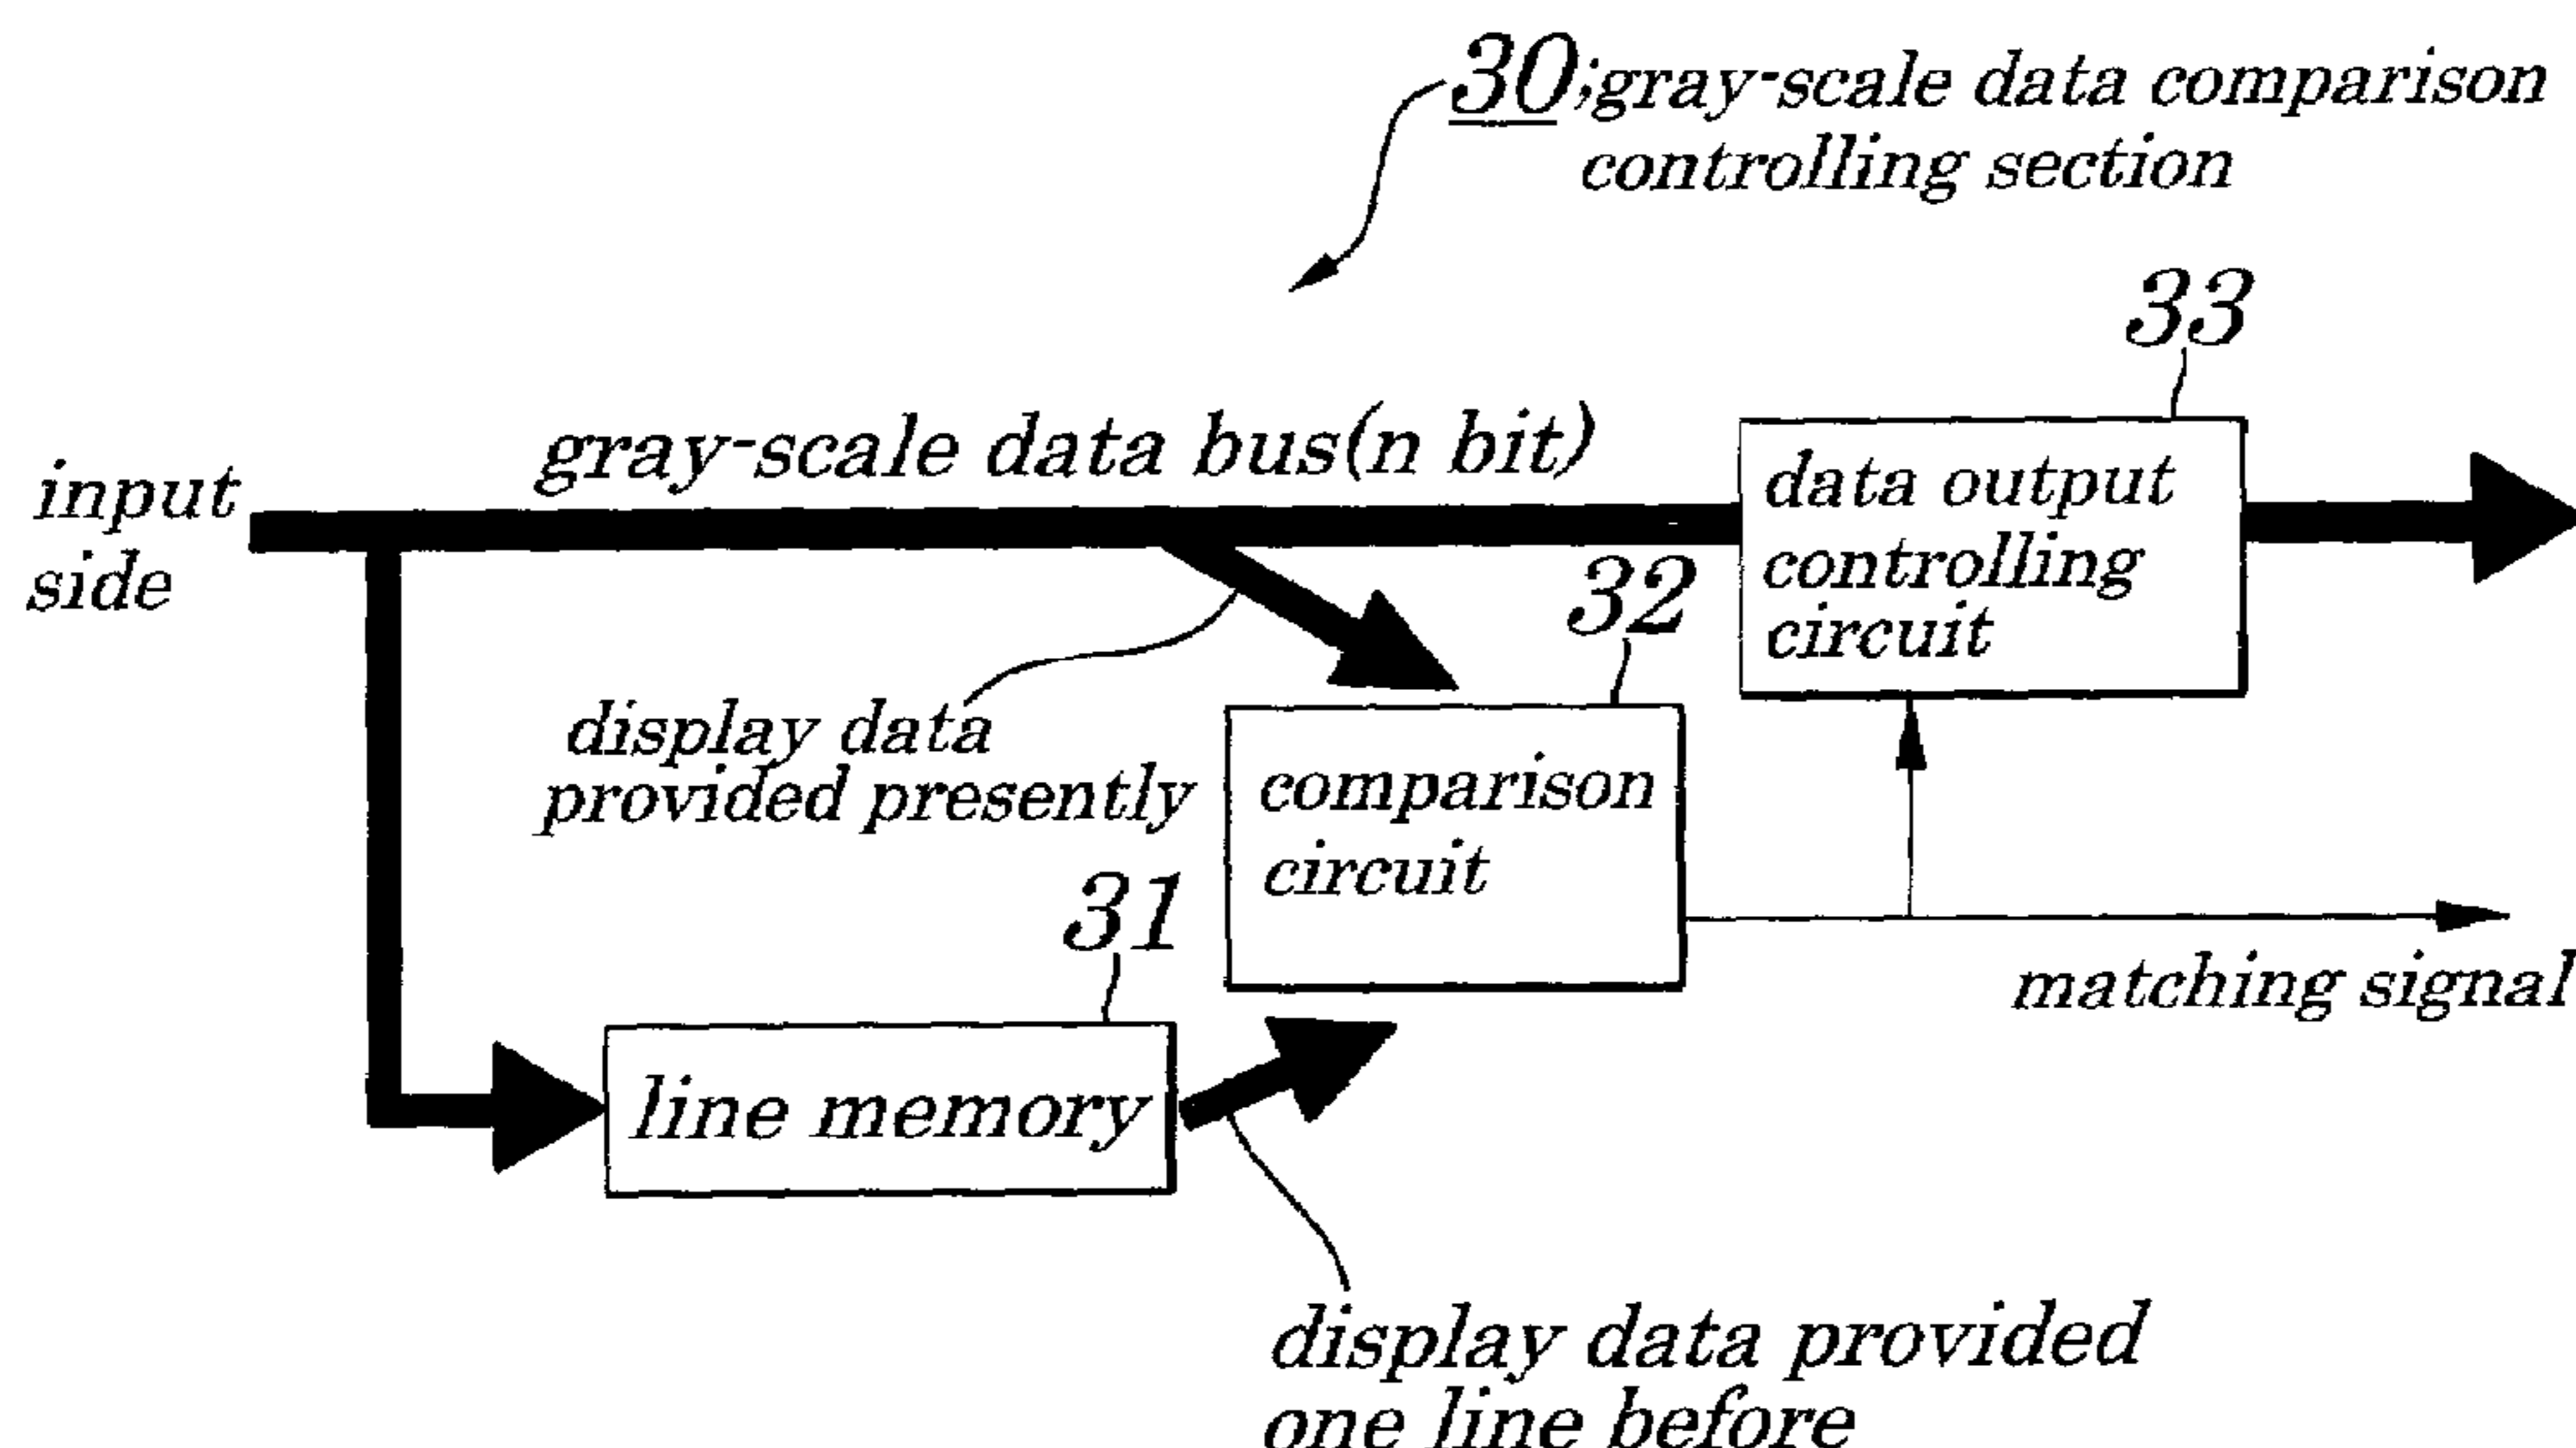 30;gray-scale data comparison
controlling section
33
gray-scale data bus(n bit)
input
side
data output
controlling
circuit
32
display data
provided presently
comparison
circuit
31
matching signal
line memory
display data provided
one line before